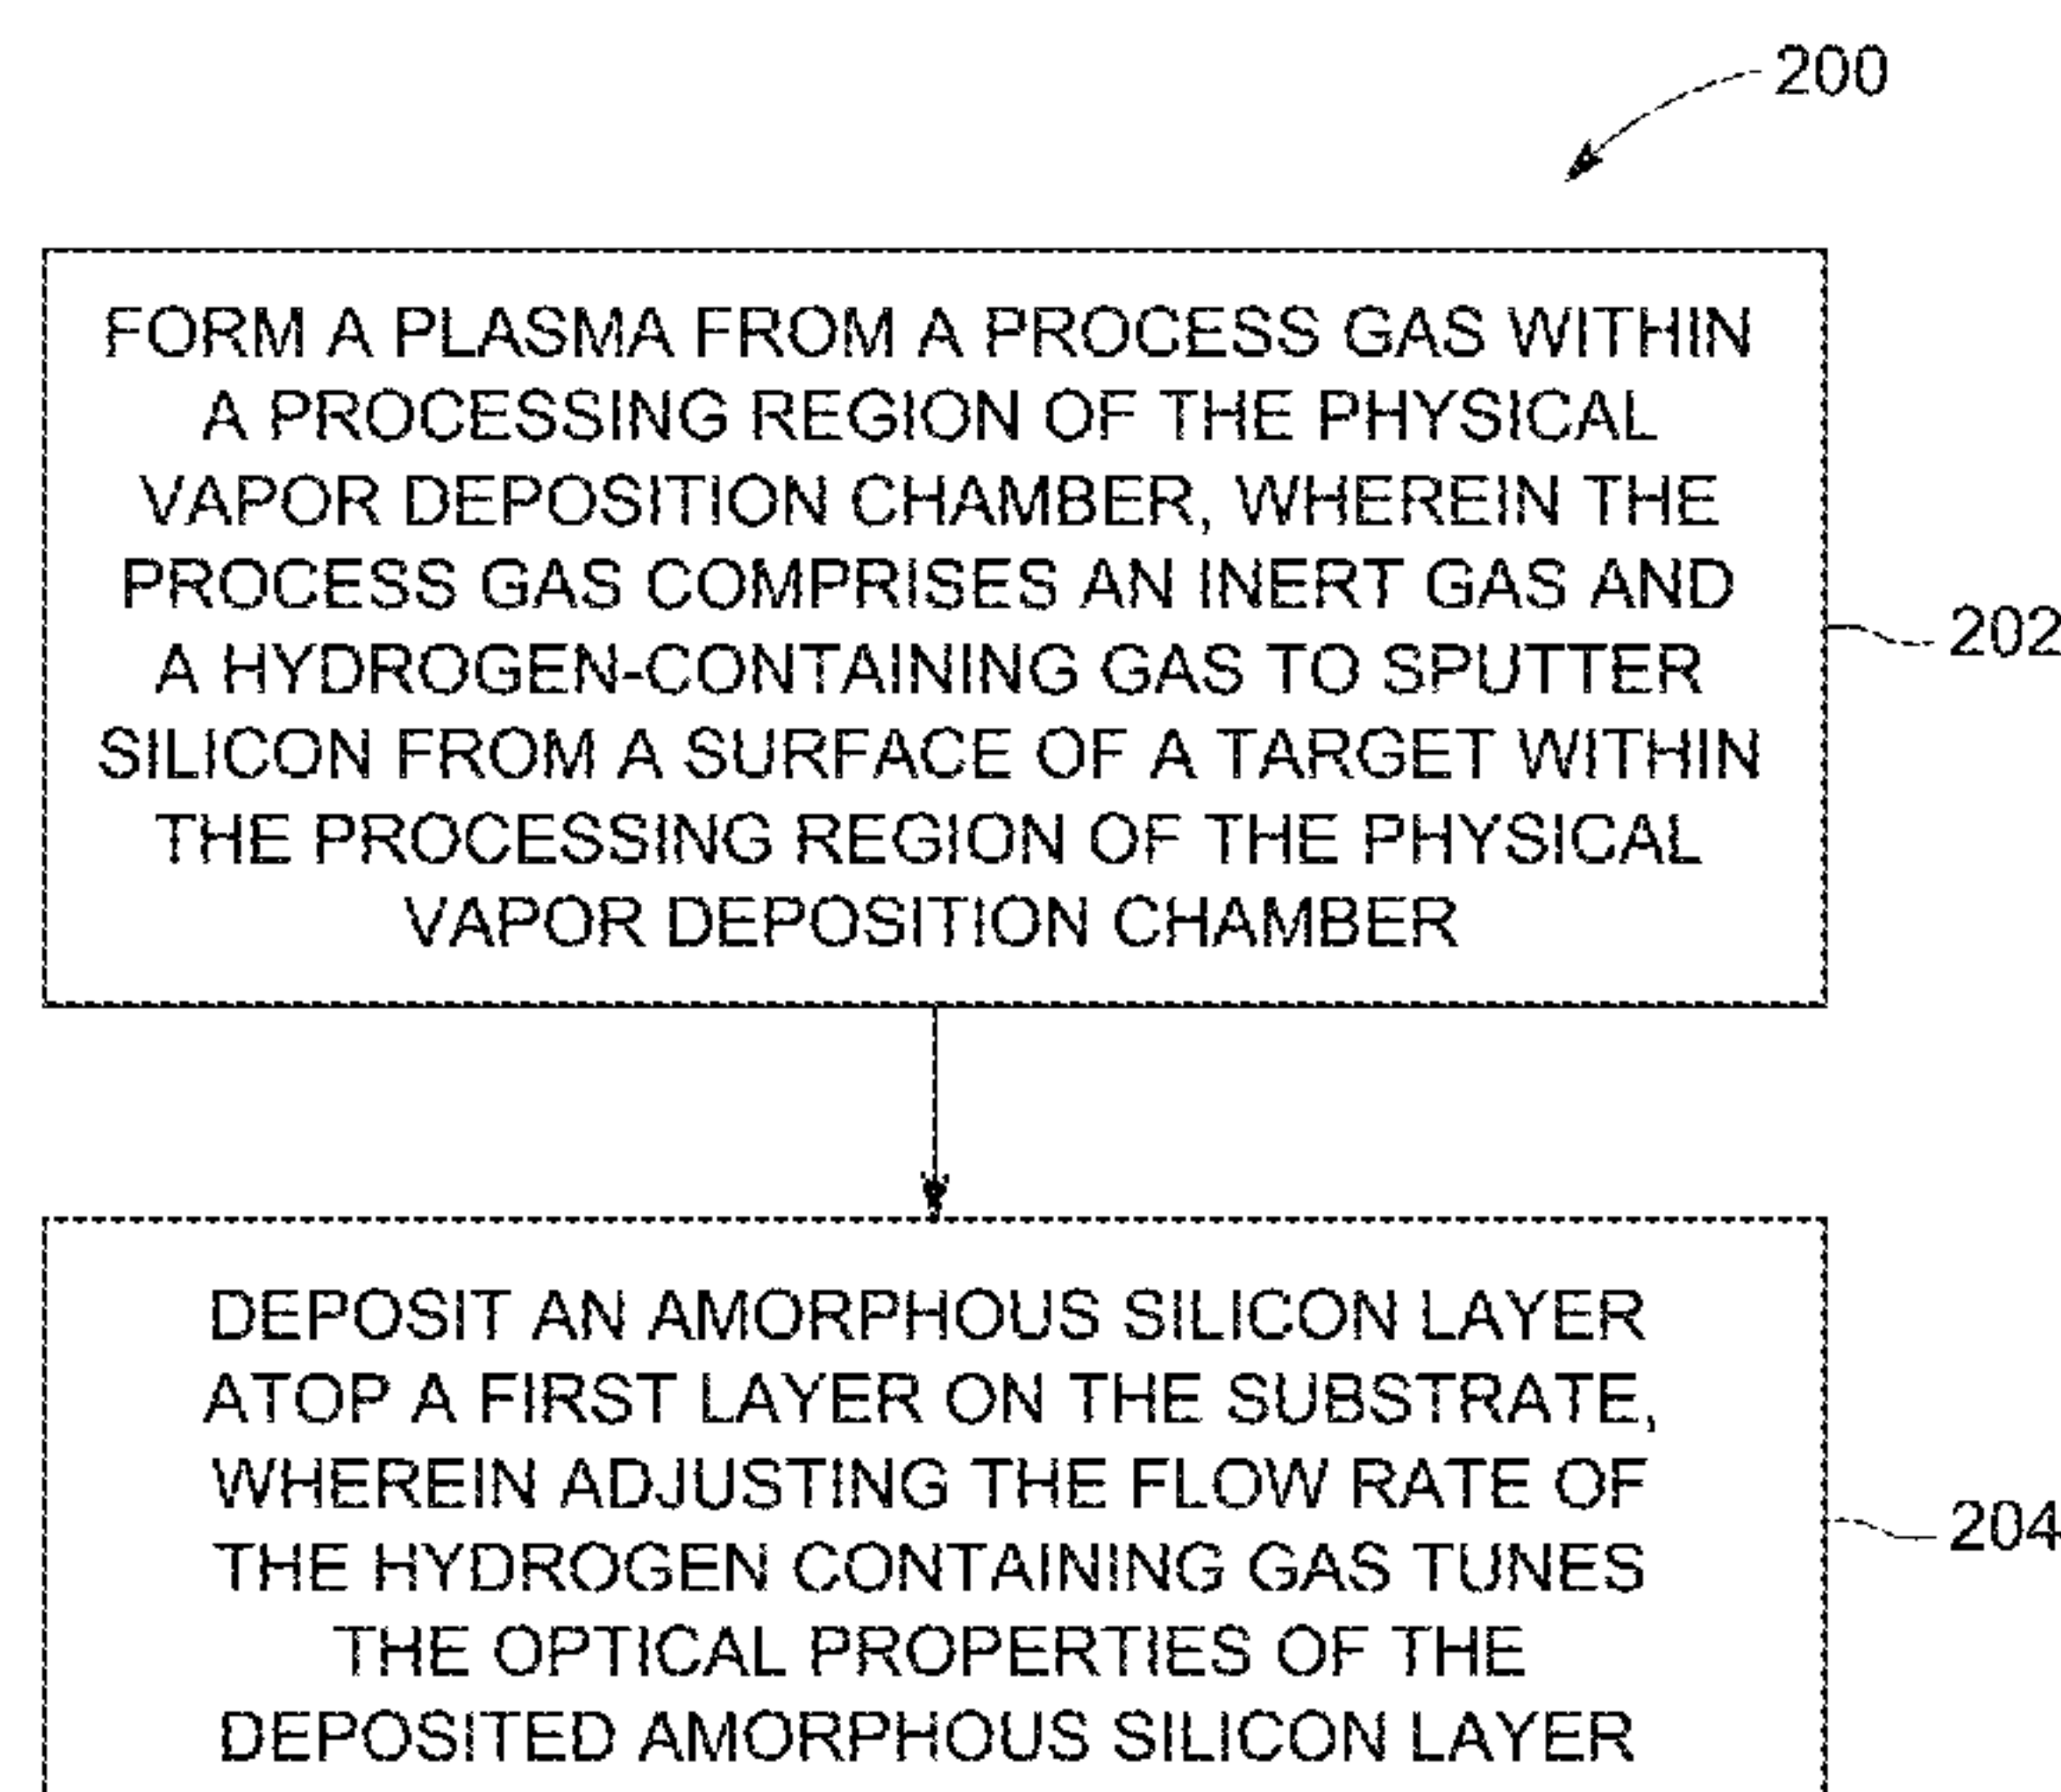 200
FORM A PLASMA FROM A PROCESS GAS WITHIN
A PROCESSING REGION OF THE PHYSICAL
VAPOR DEPOSITION CHAMBER, WHEREIN THE
PROCESS GAS COMPRISES AN INERT GAS AND
A HYDROGEN-CONTAINING GAS TO SPUTTER
SILICON FROM A SURFACE OF A TARGET WITHIN
THE PROCESSING REGION OF THE PHYSICAL
VAPOR DEPOSITION CHAMBER
202
DEPOSIT AN AMORPHOUS SILICON LAYER
ATOP A FIRST LAYER ON THE SUBSTRATE,
WHEREIN ADJUSTING THE FLOW RATE OF
THE HYDROGEN CONTAINING GAS TUNES
THE OPTICAL PROPERTIES OF THE
DEPOSITED AMORPHOUS SILICON LAYER
204